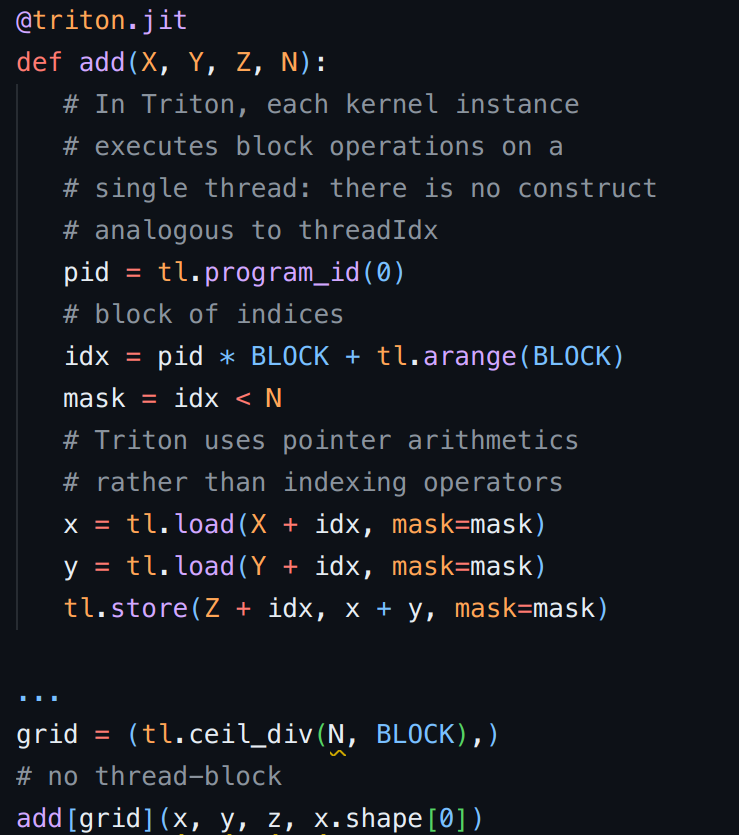 @triton.jit
def add(X, Y, Z, N):
# In Triton, each kernel instance
# executes block operations on a
# single thread: there is no construct
# analogous to threadIdx
pid = tl.program_id(0)
# block of indices
idx = pid * BLOCK + tl.arange(BLOCK)
mask = idx < N
# Triton uses pointer arithmetics
# rather than indexing operators
x = tl.load(X + idx, mask=mask)
y = tl.load(Y + idx, mask=mask)
tl.store(Z + idx, x + y, mask=mask)
...
grid = (tl.ceil_div(N, BLOCK),)
# no thread-block
add[grid](x, y, z, x.shape[0])